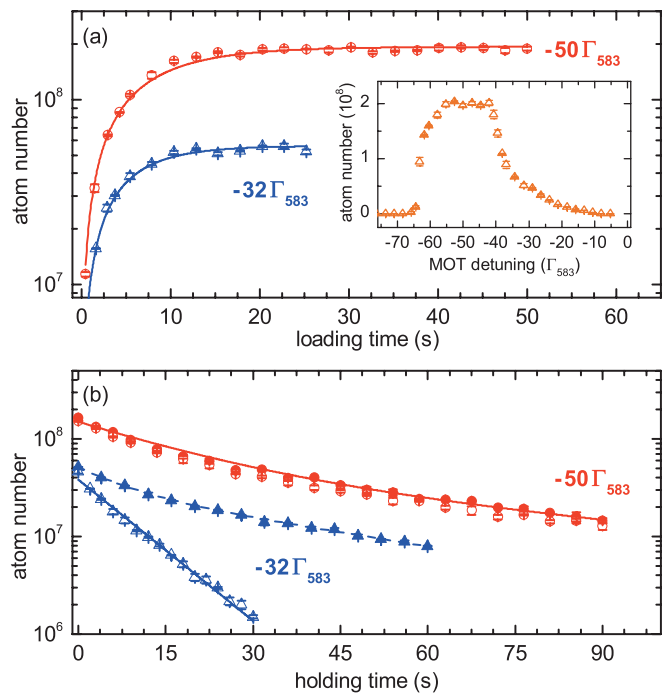 (a)
-50Γ583
-32Γ583
atom number
10^8
10^7
0 10 20 30 40 50 60
loading time (s)
atom number (10^8)
2
1
0
-70 -60 -50 -40 -30 -20 -10 0
MOT detuning (Γ583)
(b)
-50Γ583
-32Γ583
atom number
10^8
10^7
10^6
0 15 30 45 60 75 90
holding time (s)